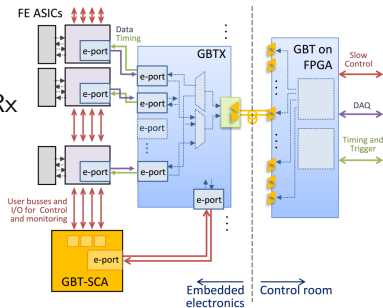 FE ASICs
Data
Timing
GBTX
GBT on
FPGA
Slow
Control
DAQ
Timing and
Trigger
Rx
e-port
e-port
e-port
e-port
e-port
e-port
e-port
e-port
User busses and
I/O for Control
and monitoring
e-port
GBT-SCA
Embedded
electronics
Control room